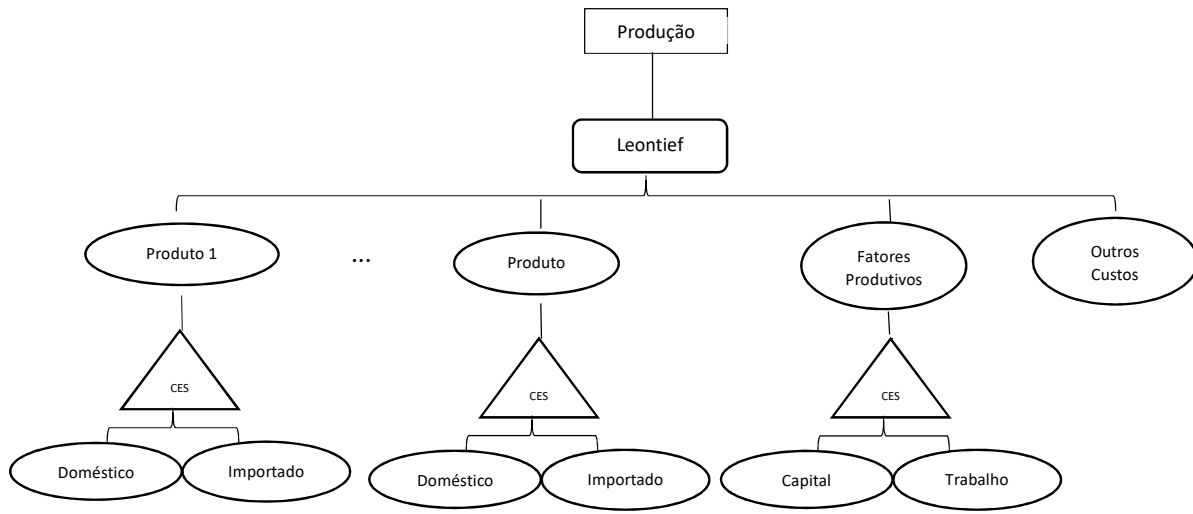 Produção
Leontief
Produto 1
...
Produto
Fatores
Produtivos
Outros
Custos
CES
CES
CES
Doméstico
Importado
Doméstico
Importado
Capital
Trabalho